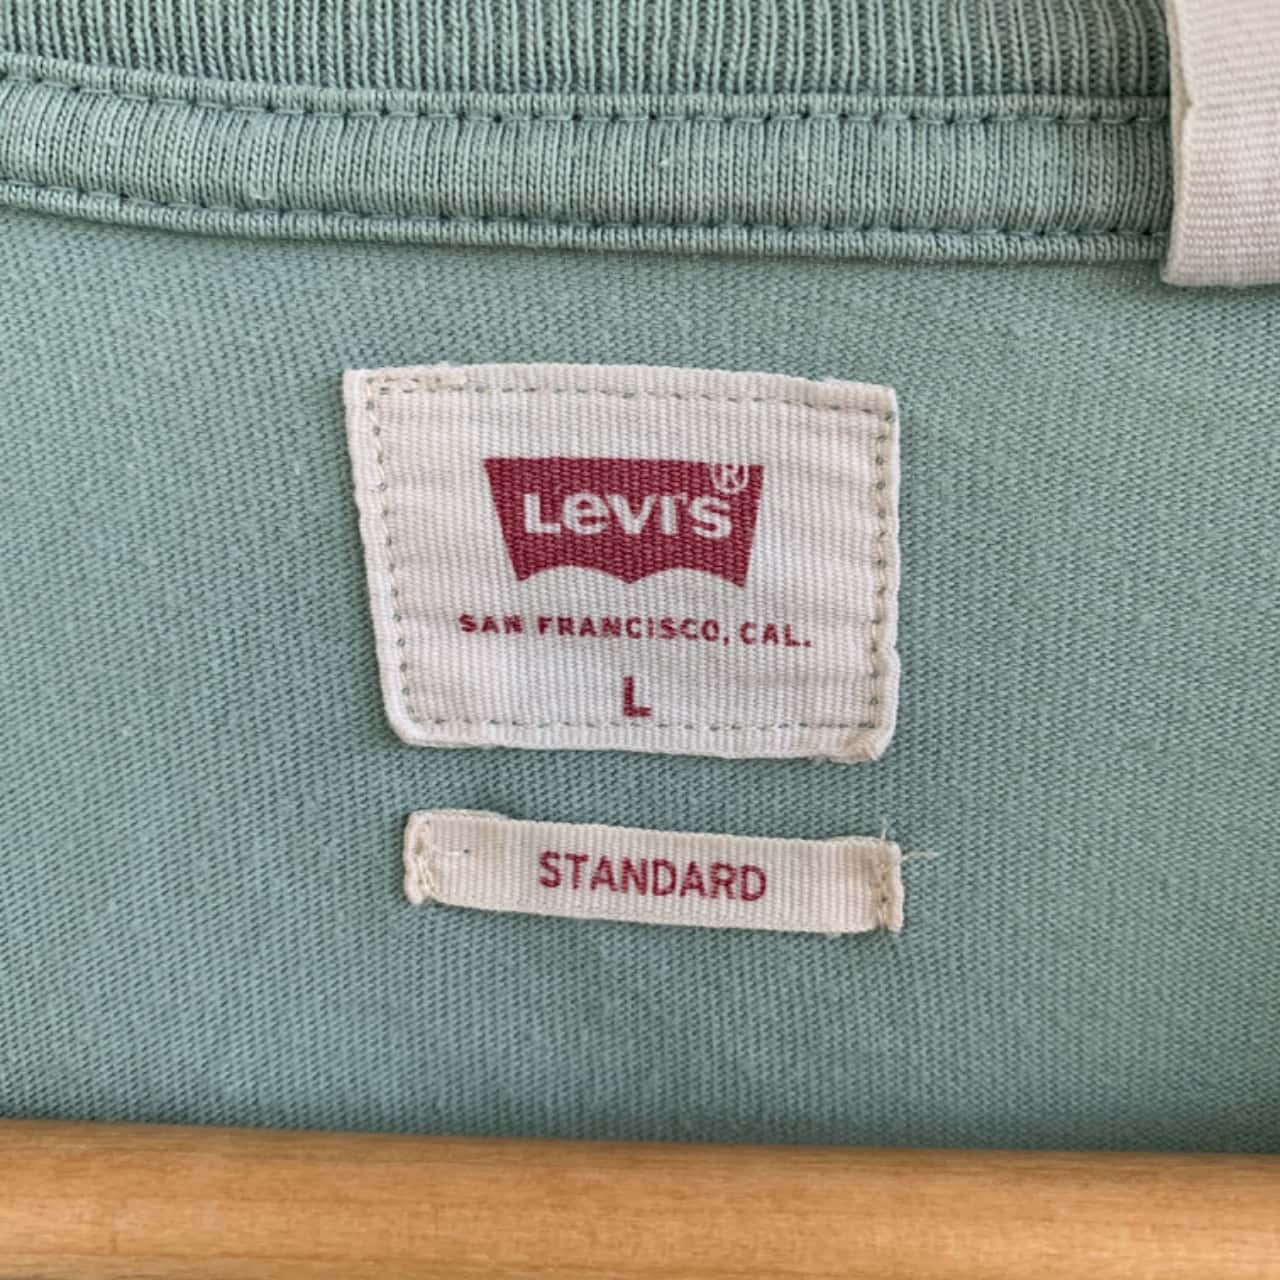 Levi's®
SAN FRANCISCO, CAL.
L
STANDARD